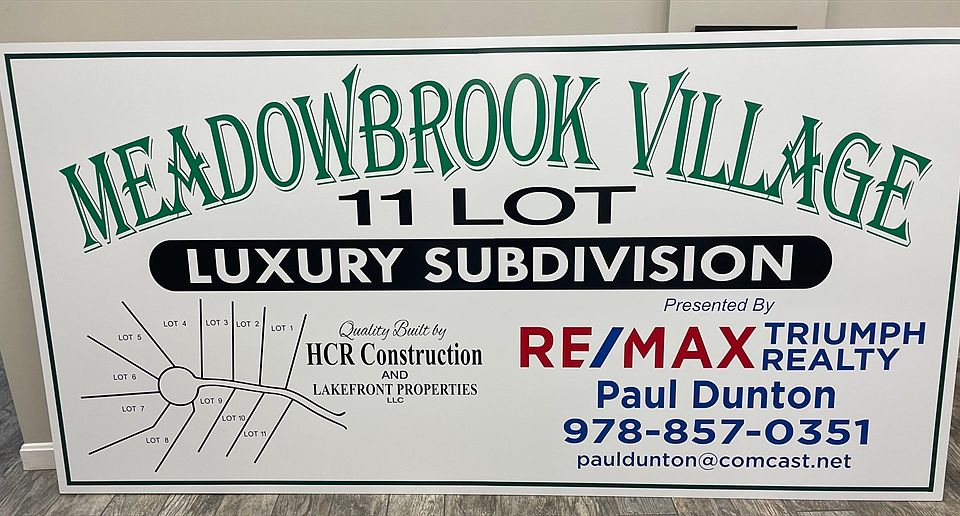 MEADOWBROOK VILLAGE
11 LOT
LUXURY SUBDIVISION
LOT 1
LOT 2
LOT 3
LOT 4
LOT 5
LOT 6
LOT 7
LOT 8
LOT 9
LOT 10
LOT 11
Quality Built by
HCR Construction
AND
LAKEFRONT PROPERTIES
LLC
Presented By
RE/MAX TRIUMPH
REALTY
Paul Dunton
978-857-0351
pauldunton@comcast.net